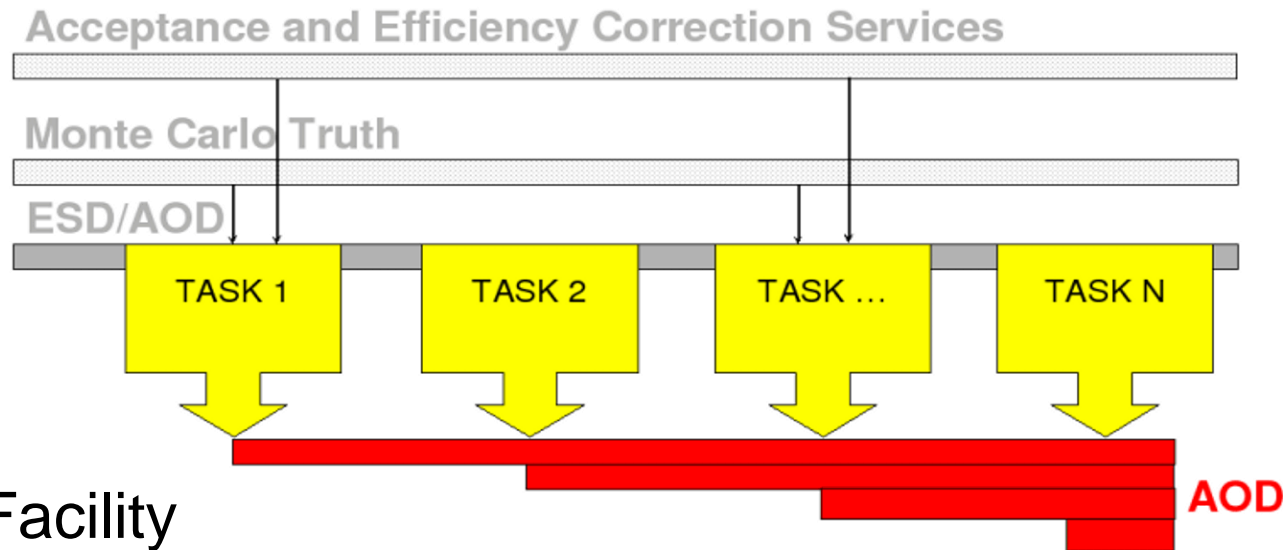 Acceptance and Efficiency Correction Services
Monte Carlo Truth
ESD/AOD
TASK 1
TASK 2
TASK ...
TASK N
AOD
Facility